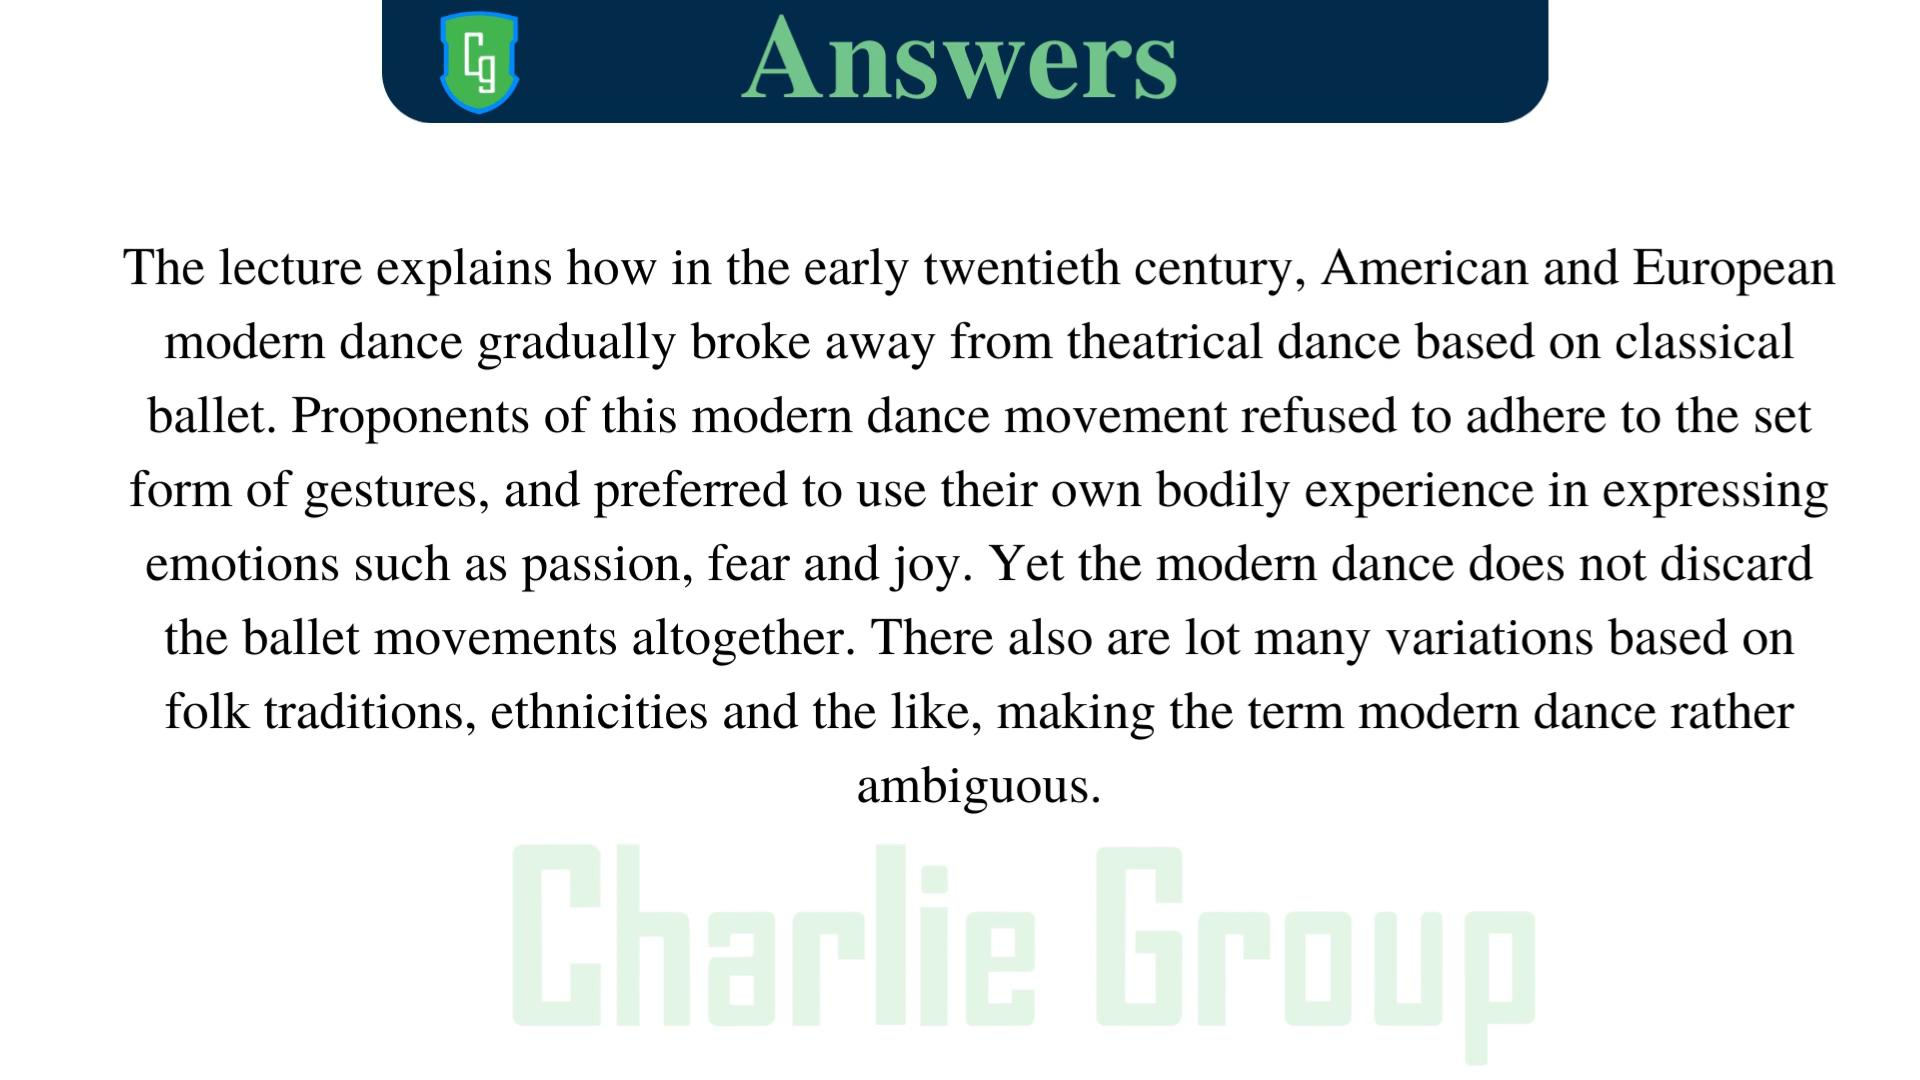 Cg
Answers
The lecture explains how in the early twentieth century, American and European
modern dance gradually broke away from theatrical dance based on classical
ballet. Proponents of this modern dance movement refused to adhere to the set
form of gestures, and preferred to use their own bodily experience in expressing
emotions such as passion, fear and joy. Yet the modern dance does not discard
the ballet movements altogether. There also are lot many variations based on
folk traditions, ethnicities and the like, making the term modern dance rather
ambiguous.
Charlie Group